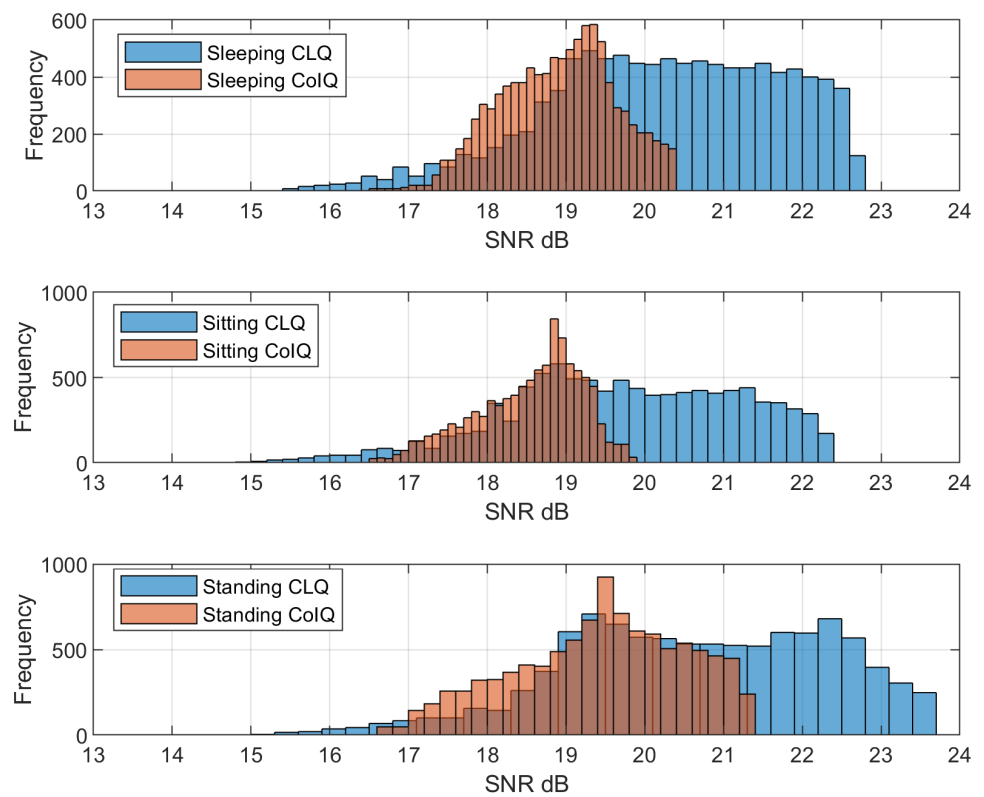 600
400
200
0
Frequency
Sleeping CLQ
Sleeping CoIQ
13 14 15 16 17 18 19 20 21 22 23 24
SNR dB
1000
500
0
Frequency
Sitting CLQ
Sitting CoIQ
13 14 15 16 17 18 19 20 21 22 23 24
SNR dB
1000
500
0
Frequency
Standing CLQ
Standing CoIQ
13 14 15 16 17 18 19 20 21 22 23 24
SNR dB